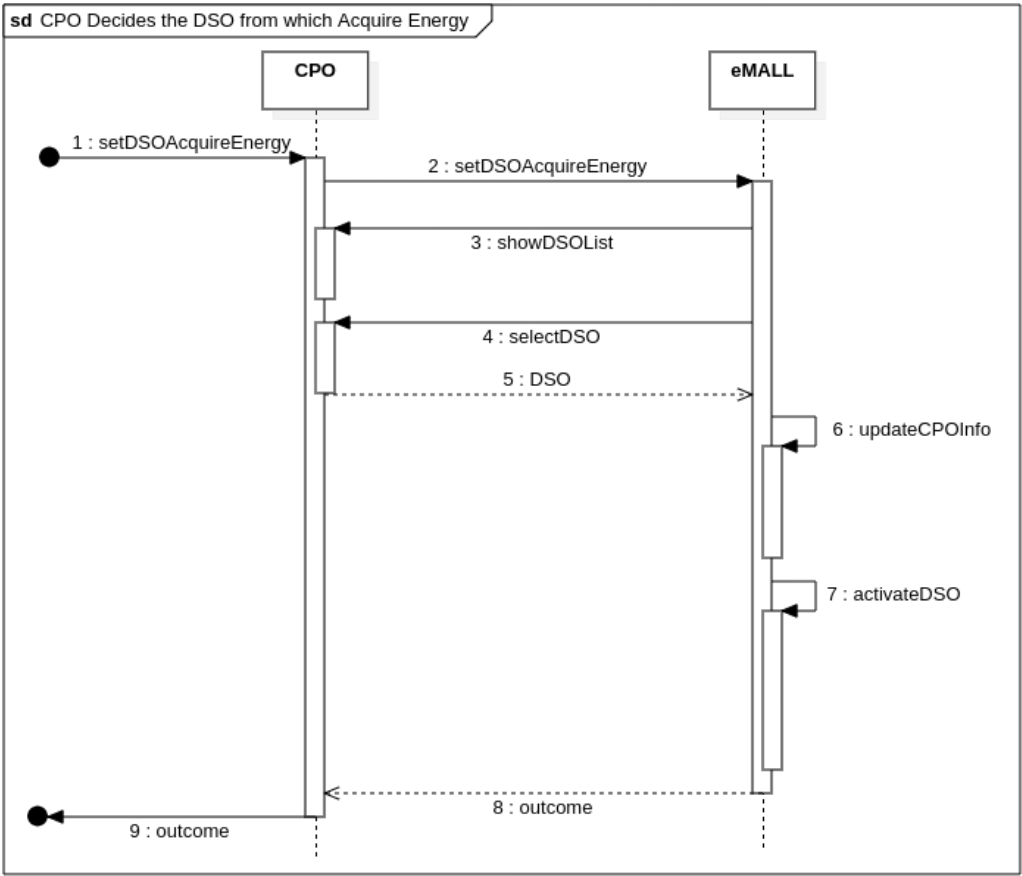 sd CPO Decides the DSO from which Acquire Energy
CPO
eMALL
1 : setDSOAcquireEnergy
2 : setDSOAcquireEnergy
3 : showDSOList
4 : selectDSO
5 : DSO
6 : updateCPOInfo
7 : activateDSO
8 : outcome
9 : outcome